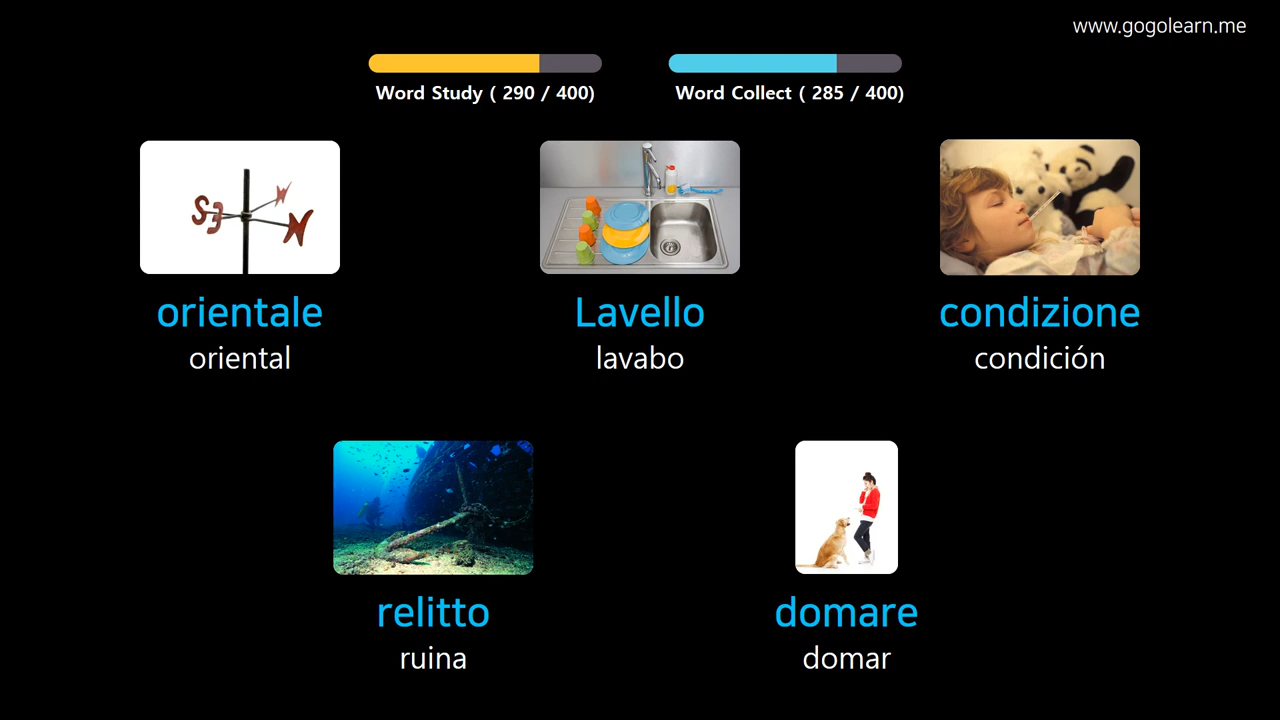 www.gogolearn.me
Word Study ( 290 / 400)
Word Collect ( 285 / 400)
S E N W
orientale
oriental
Lavello
lavabo
condizione
condición
relitto
ruina
domare
domar